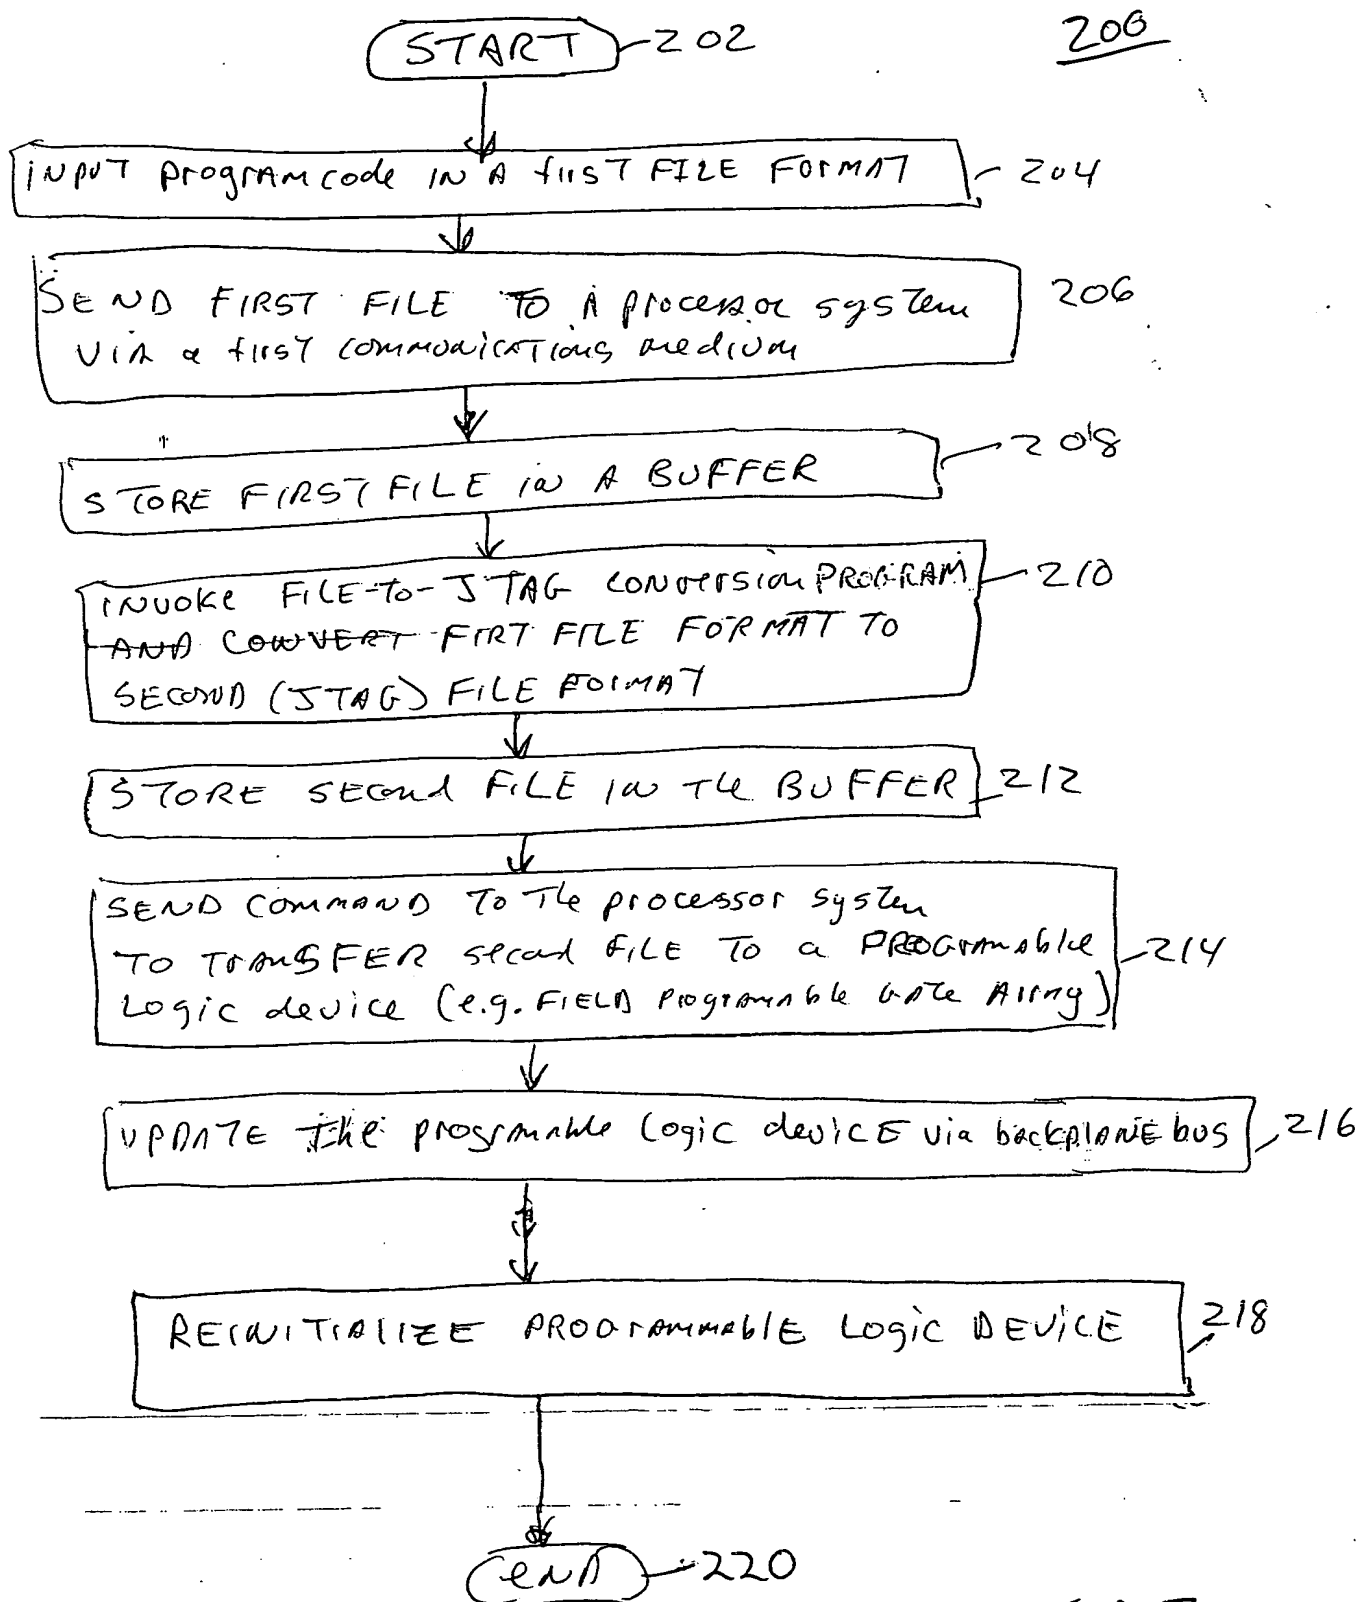 START 202
200
INPUT PROGRAM CODE IN A FIRST FILE FORMAT 204
SEND FIRST FILE TO A PROCESSOR SYSTEM 206
VIA a FIRST COMMUNICATIONS MEDIUM
STORE FIRST FILE IN A BUFFER 208
INVOKE FILE-TO-JTAG CONVERSION PROGRAM 210
AND CONVERT FIRT FILE FORMAT TO
SECOND (JTAG) FILE FORMAT
STORE SECOND FILE IN THE BUFFER 212
SEND COMMAND TO THE PROCESSOR SYSTEM
TO TRANSFER SECOND FILE TO a PROGRAMABLE 214
LOGIC DEVICE (e.g. FIELD PROGRAMABLE GATE ARRAY)
UPDATE THE PROGRAMABLE LOGIC DEVICE VIA BACKPLANE BUS 216
REINITIALIZE PROGRAMMABLE LOGIC DEVICE 218
END 220